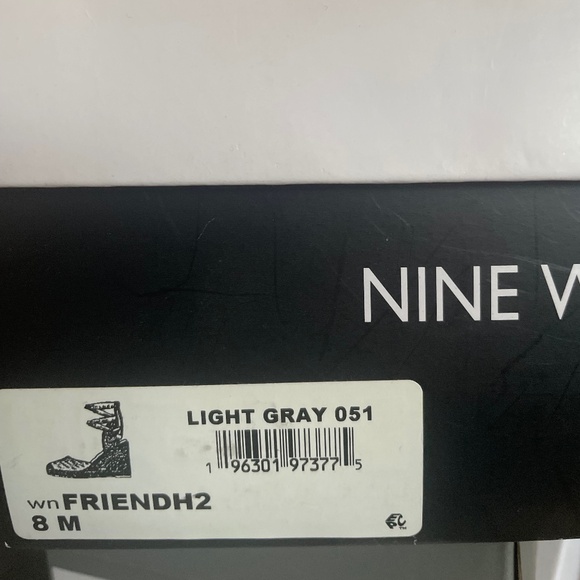 NINE W
LIGHT GRAY 051
1 96301 97377 5
wnFRIENDH2
8 M